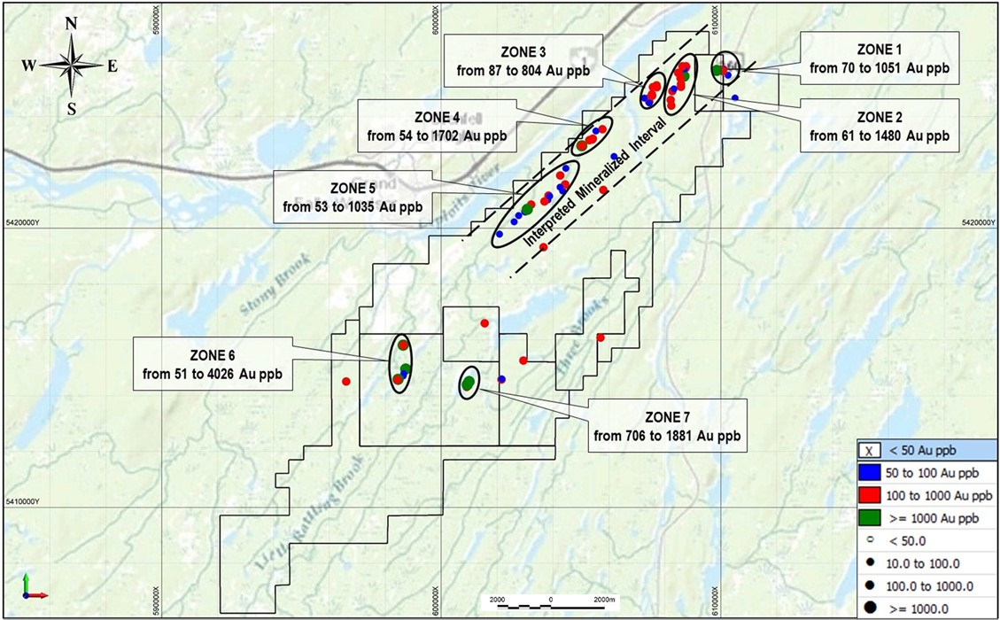 590000X
600000X
610000X
N
W
E
S
ZONE 3
from 87 to 804 Au ppb
ZONE 1
from 70 to 1051 Au ppb
ZONE 4
from 54 to 1702 Au ppb
ZONE 2
from 61 to 1480 Au ppb
Interpreted Mineralized Interval
ZONE 5
from 53 to 1035 Au ppb
Grand
Exploits River
5420000Y
5420000Y
Stony Brook
Three Brooks
ZONE 6
from 51 to 4026 Au ppb
ZONE 7
from 706 to 1881 Au ppb
Little Rattling Brook
5410000Y
X < 50 Au ppb
50 to 100 Au ppb
100 to 1000 Au ppb
>= 1000 Au ppb
< 50.0
10.0 to 100.0
100.0 to 1000.0
>= 1000.0
2000 0 2000m
590000X
600000X
610000X